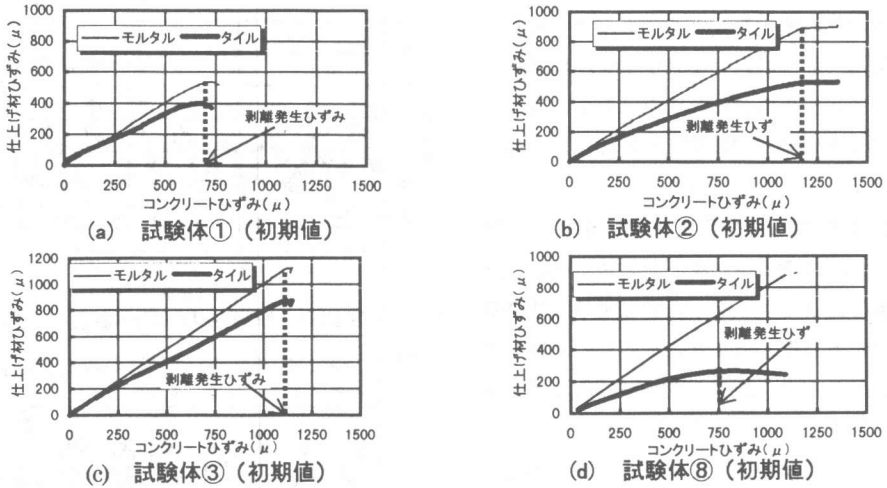 1000
800
600
400
200
0
仕上げ材ひずみ(μ)
モルタル タイル
剥離発生ひずみ
0 250 500 750 1000 1250 1500
コンクリートひずみ(μ)
(a) 試験体①(初期値)
1000
800
600
400
200
0
仕上げ材ひずみ(μ)
モルタル タイル
剥離発生ひず
0 250 500 750 1000 1250 1500
コンクリートひずみ(μ)
(b) 試験体②(初期値)
1200
1000
800
600
400
200
0
仕上げ材ひずみ(μ)
モルタル タイル
剥離発生ひずみ
0 250 500 750 1000 1250 1500
コンクリートひずみ(μ)
(c) 試験体③(初期値)
1000
800
600
400
200
0
仕上げ材ひずみ(μ)
モルタル タイル
剥離発生ひず
0 250 500 750 1000 1250 1500
コンクリートひずみ(μ)
(d) 試験体⑧(初期値)